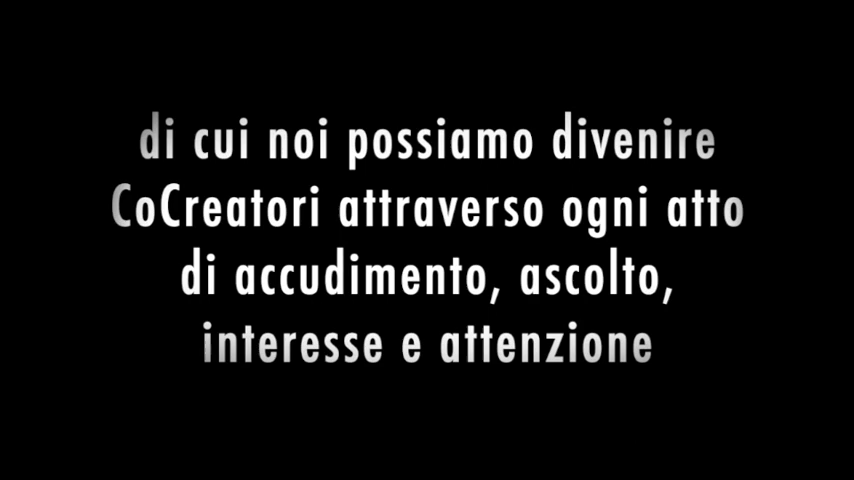 di cui noi possiamo divenire
CoCreatori attraverso ogni atto
di accudimento, ascolto,
interesse e attenzione